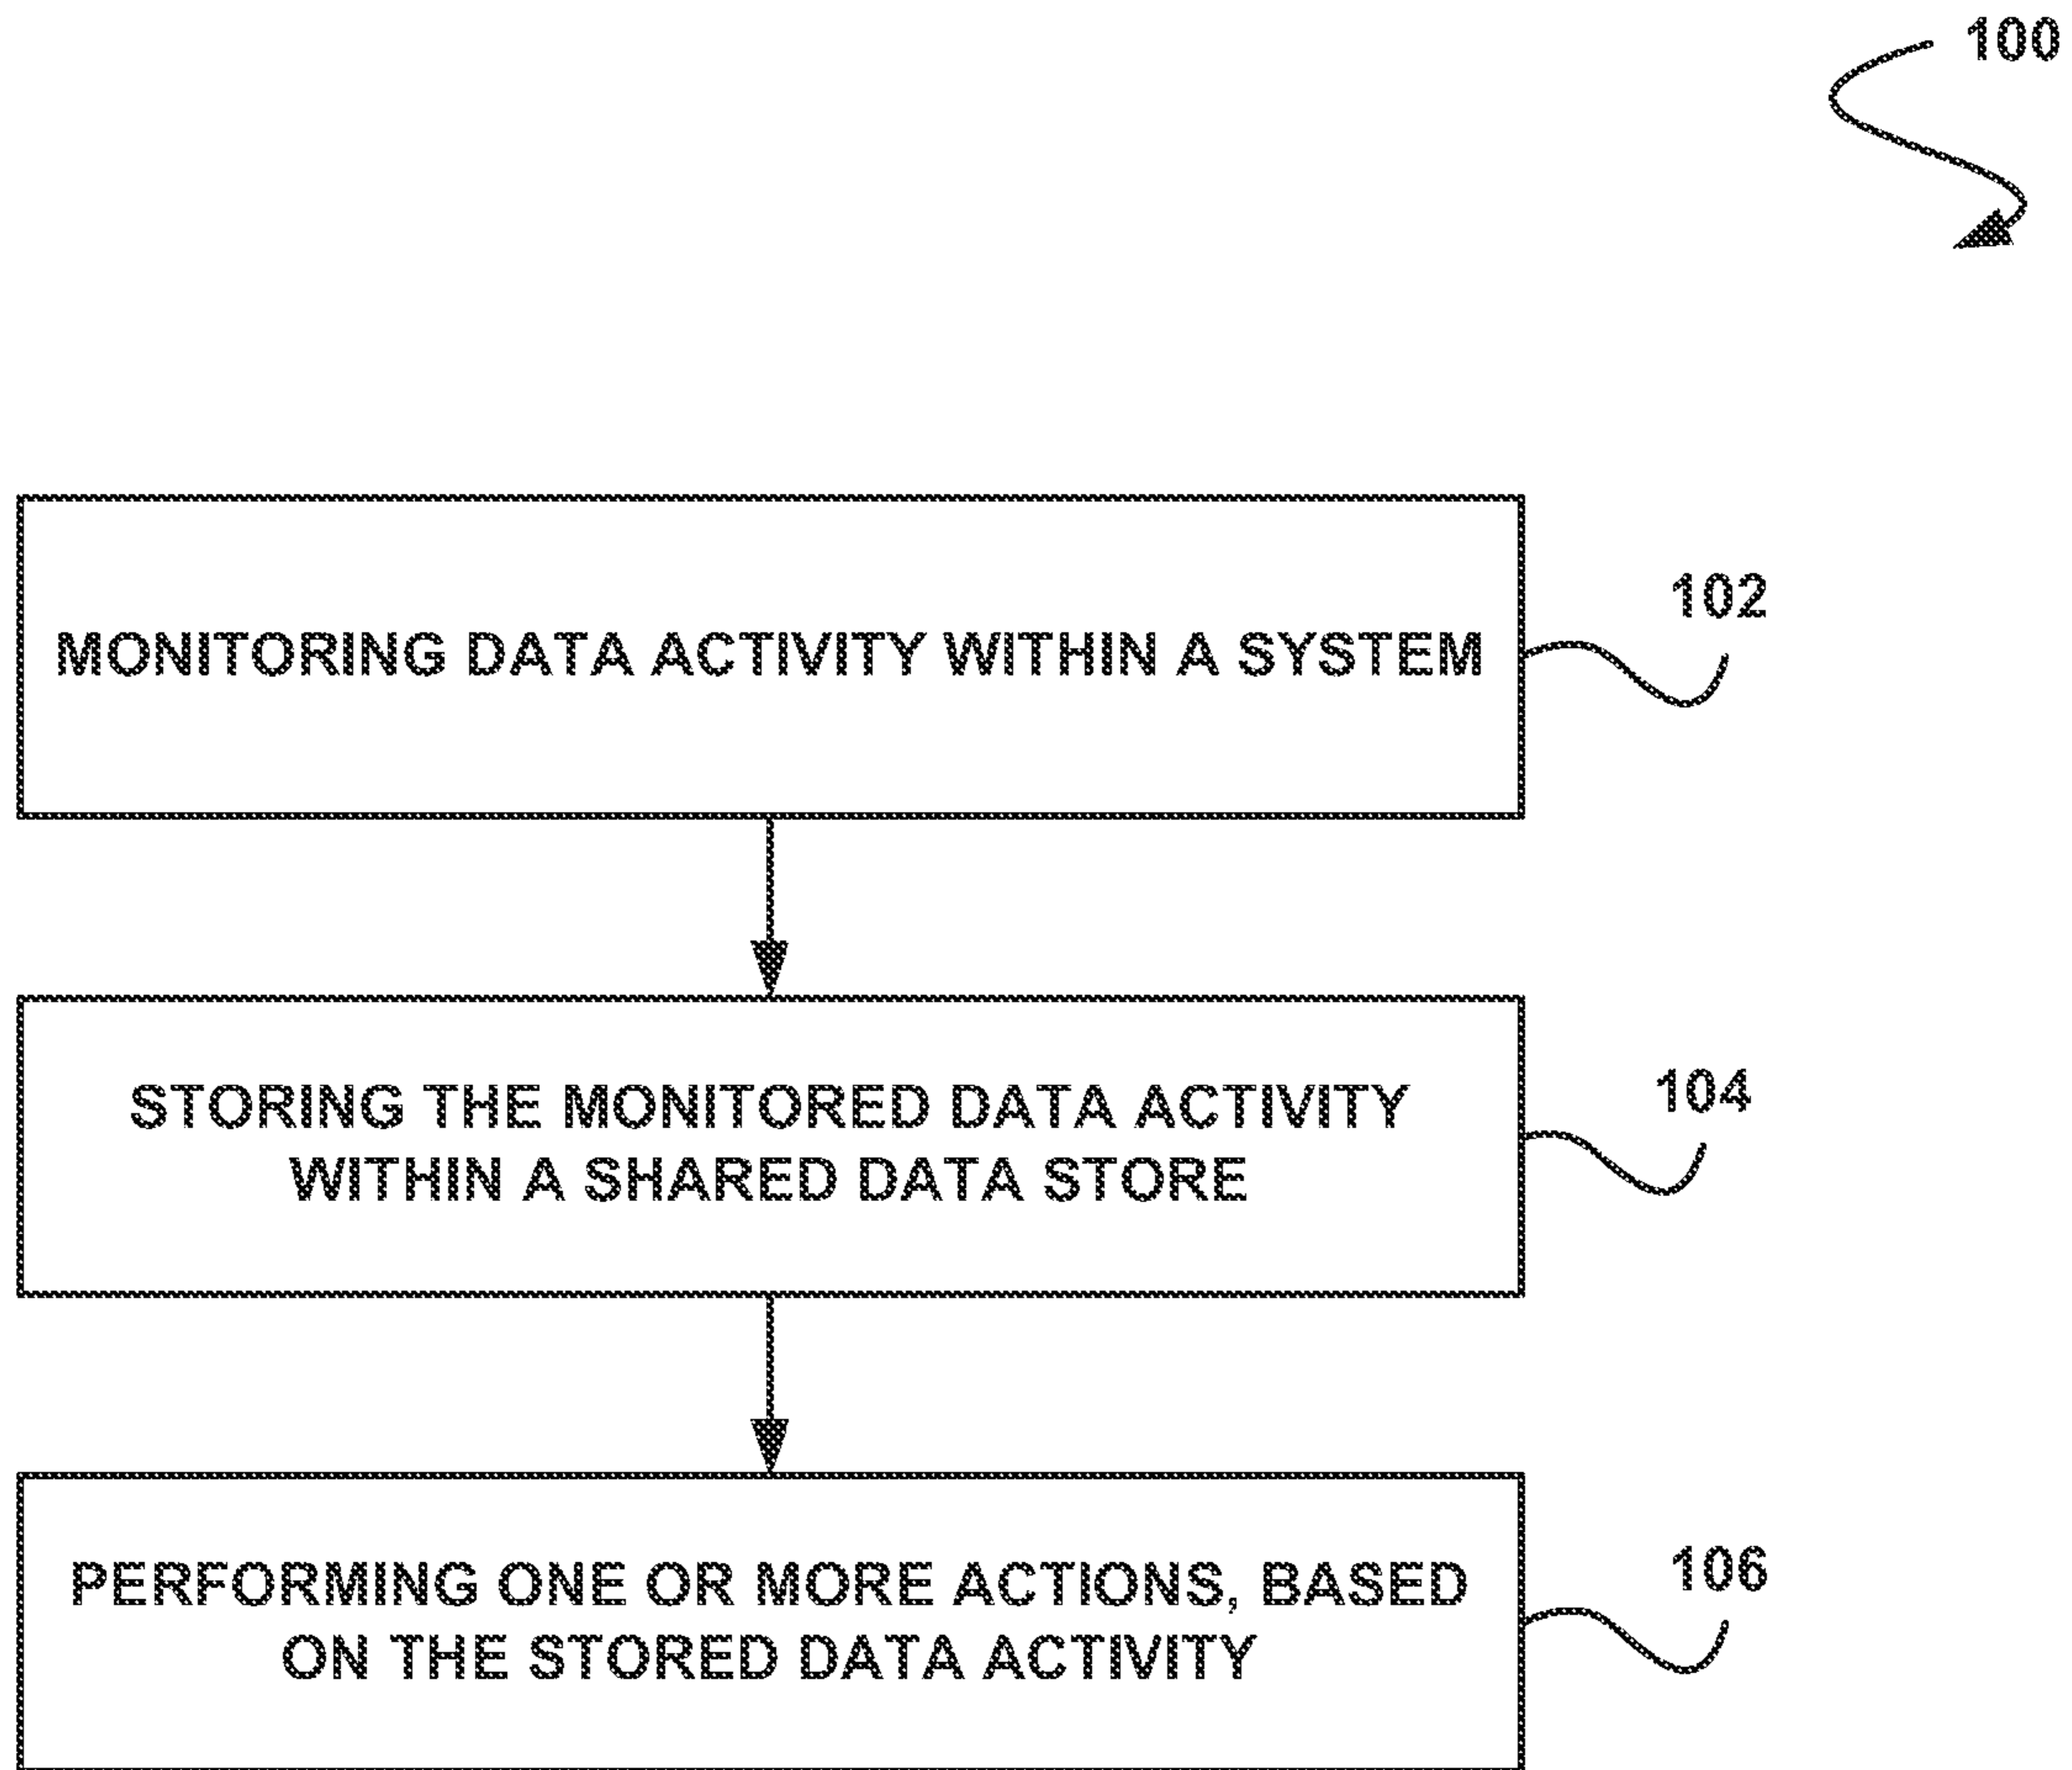 100
MONITORING DATA ACTIVITY WITHIN A SYSTEM
102
STORING THE MONITORED DATA ACTIVITY
WITHIN A SHARED DATA STORE
104
PERFORMING ONE OR MORE ACTIONS, BASED
ON THE STORED DATA ACTIVITY
106